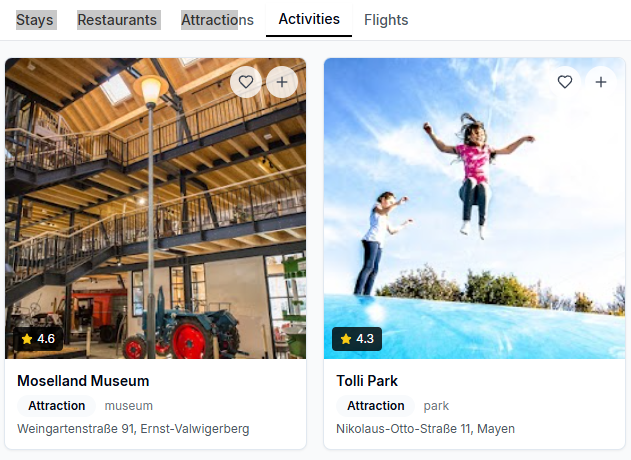 Stays Restaurants Attractions Activities Flights
4.6
4.3
Moselland Museum
Attraction museum
Weingartenstraße 91, Ernst-Valwigerberg
Tolli Park
Attraction park
Nikolaus-Otto-Straße 11, Mayen